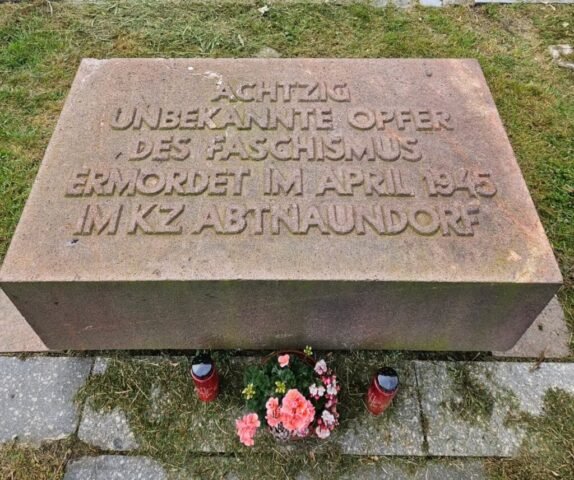 ACHTZIG
UNBEKANNTE OPFER
DES FASCHISMUS
ERMORDET IM APRIL 1945
IM KZ ABTNAUNDORF